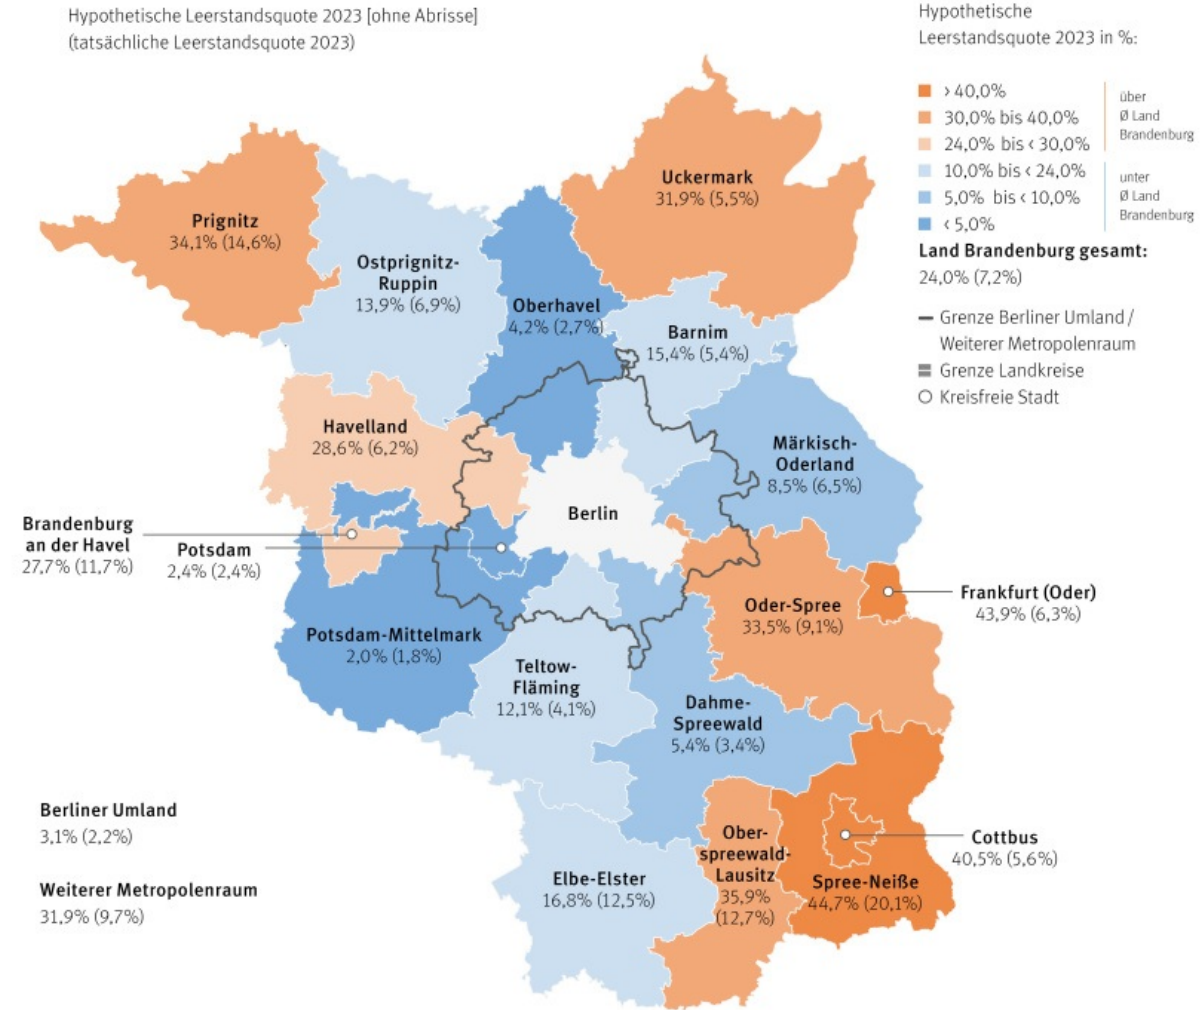 Hypothetische Leerstandsquote 2023 [ohne Abrisse]
(tatsächliche Leerstandsquote 2023)
Hypothetische
Leerstandsquote 2023 in %:
> 40,0%
30,0% bis 40,0%
24,0% bis < 30,0%
über
Ø Land
Brandenburg
10,0% bis < 24,0%
5,0% bis < 10,0%
< 5,0%
unter
Ø Land
Brandenburg
Land Brandenburg gesamt:
24,0% (7,2%)
Grenze Berliner Umland /
Weiterer Metropolenraum
Grenze Landkreise
Kreisfreie Stadt
Uckermark
31,9% (5,5%)
Prignitz
34,1% (14,6%)
Ostprignitz-
Ruppin
13,9% (6,9%)
Oberhavel
4,2% (2,7%)
Barnim
15,4% (5,4%)
Havelland
28,6% (6,2%)
Märkisch-
Oderland
8,5% (6,5%)
Berlin
Brandenburg
an der Havel
27,7% (11,7%)
Potsdam
2,4% (2,4%)
Frankfurt (Oder)
43,9% (6,3%)
Oder-Spree
33,5% (9,1%)
Potsdam-Mittelmark
2,0% (1,8%)
Teltow-
Fläming
12,1% (4,1%)
Dahme-
Spreewald
5,4% (3,4%)
Berliner Umland
3,1% (2,2%)
Weiterer Metropolenraum
31,9% (9,7%)
Elbe-Elster
16,8% (12,5%)
Ober-
spreewald-
Lausitz
35,9%
(12,7%)
Cottbus
40,5% (5,6%)
Spree-Neiße
44,7% (20,1%)